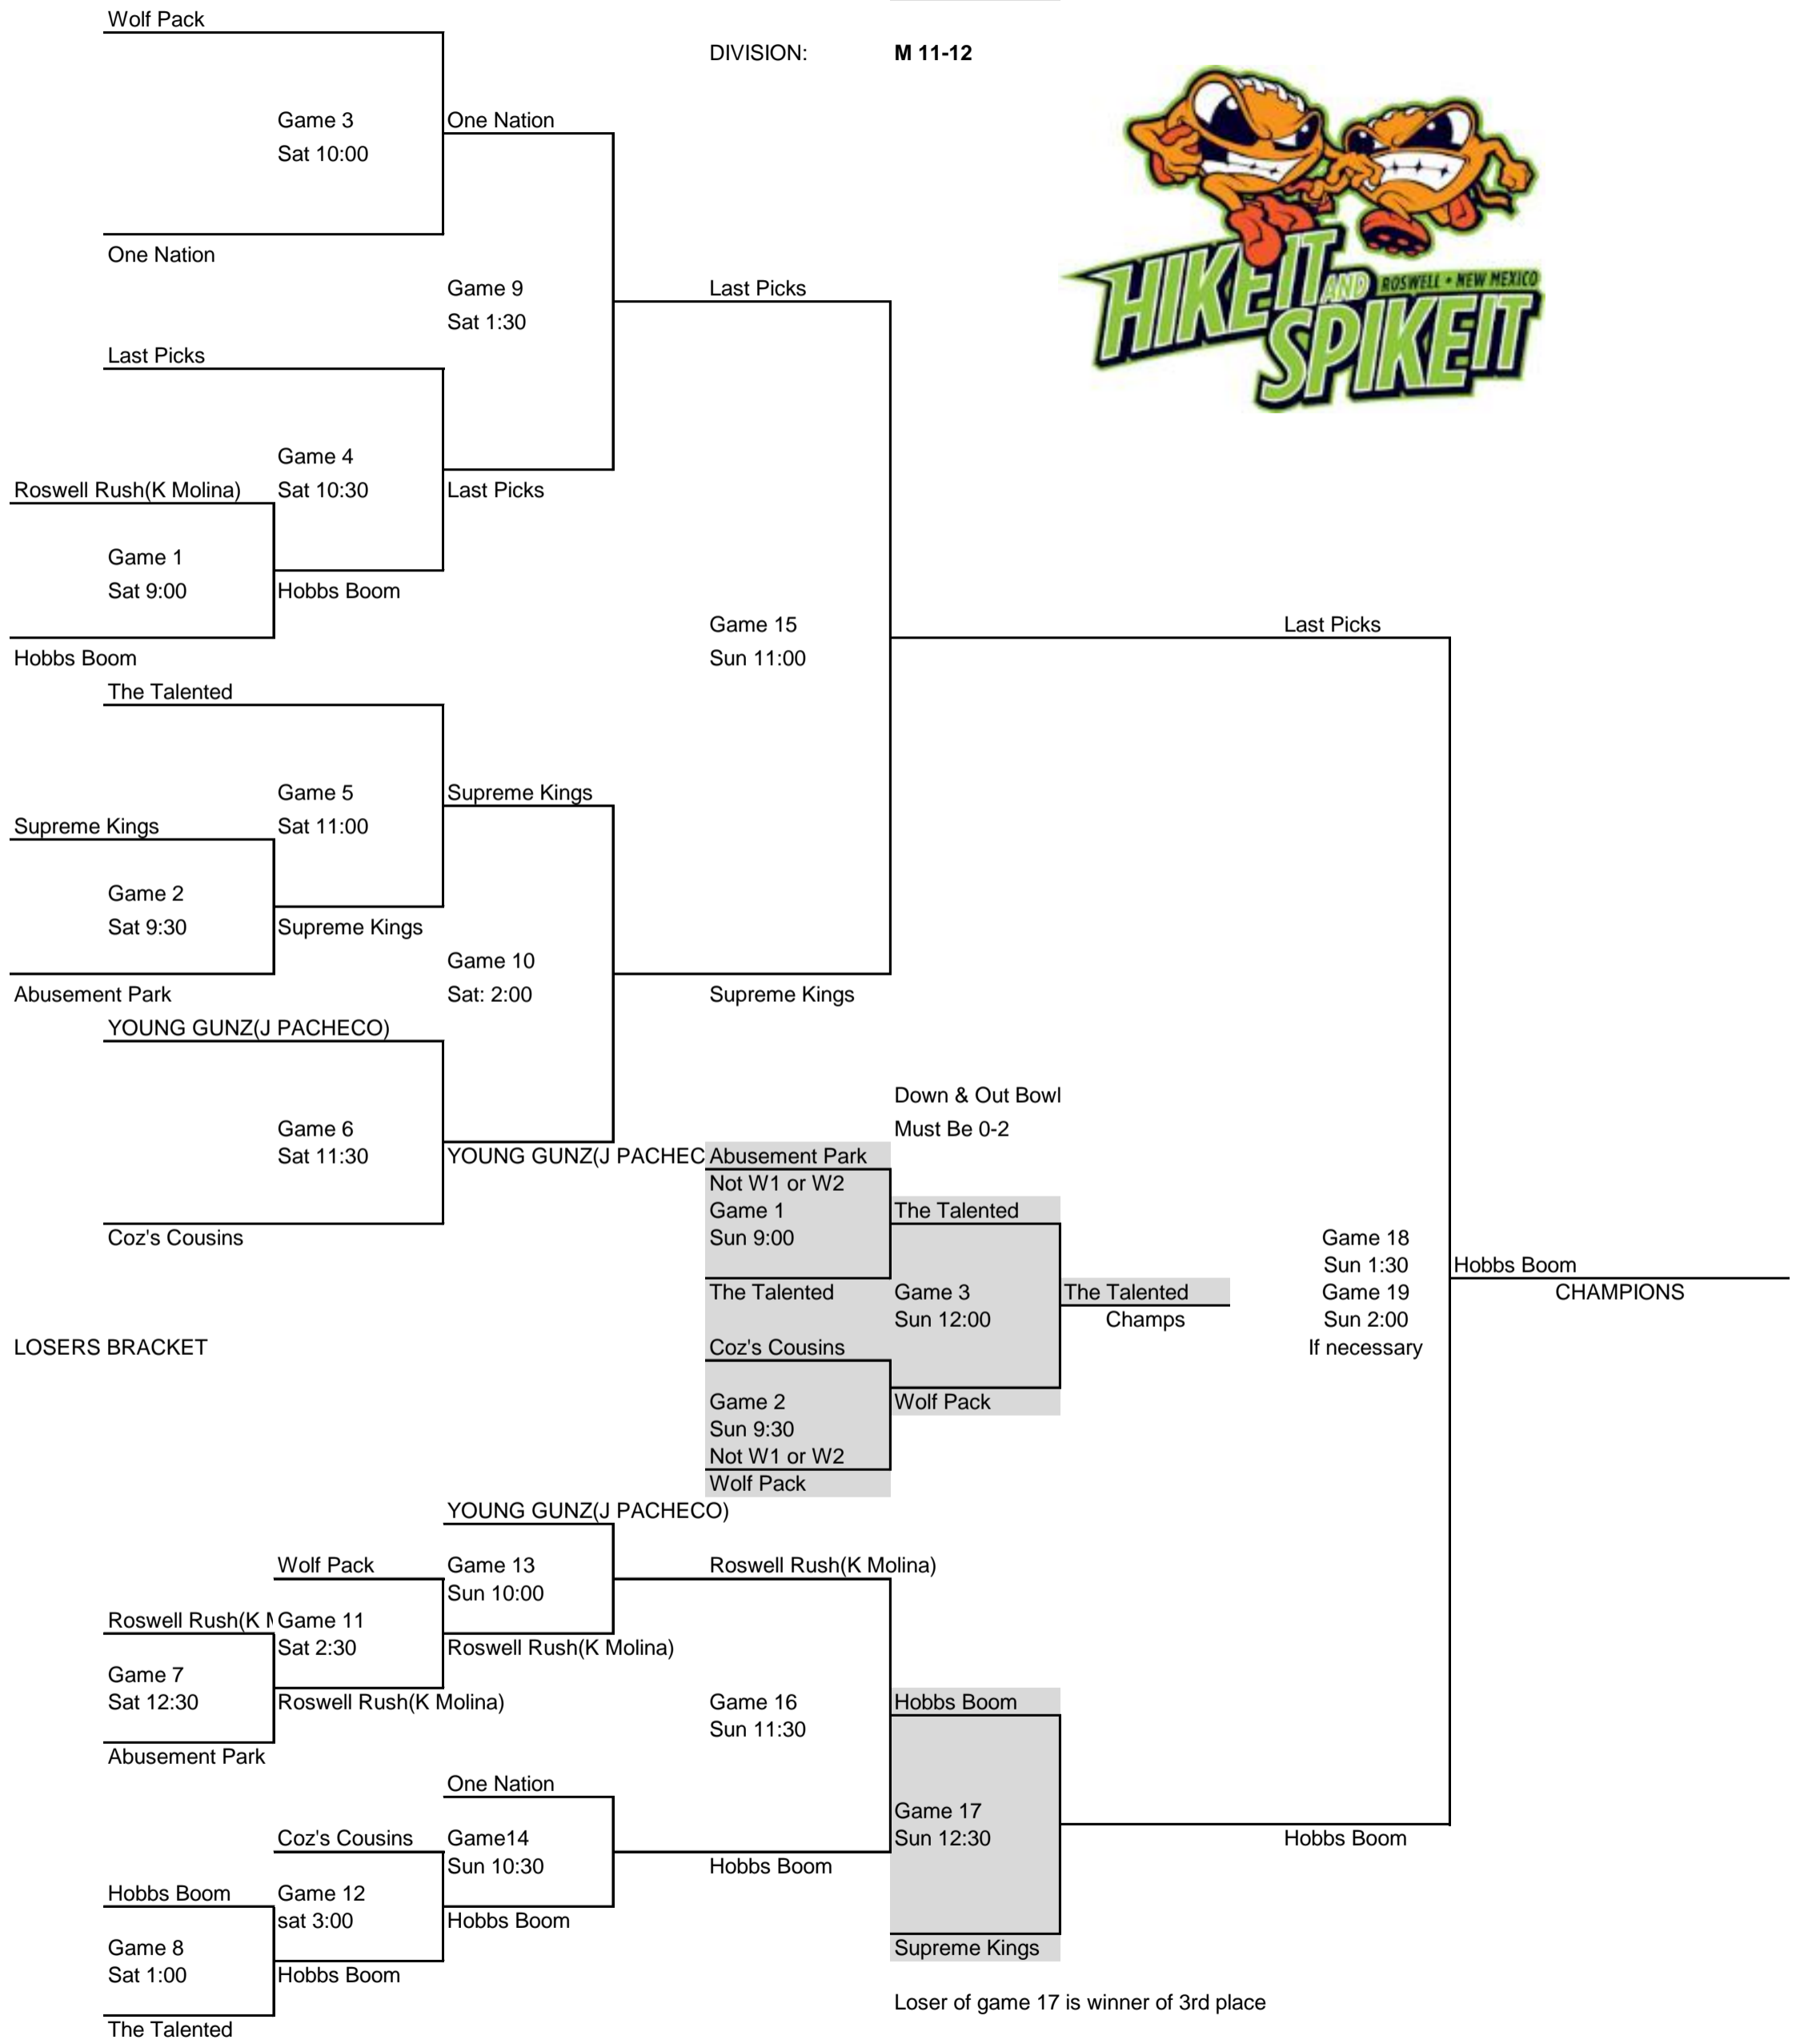 Wolf Pack
DIVISION: M 11-12
Game 3
Sat 10:00
One Nation
One Nation
HIKE IT AND SPIKE IT
ROSWELL • NEW MEXICO
Game 9
Sat 1:30
Last Picks
Last Picks
Game 4
Sat 10:30
Last Picks
Roswell Rush(K Molina)
Game 1
Sat 9:00
Hobbs Boom
Hobbs Boom
Game 15
Sun 11:00
Last Picks
The Talented
Game 5
Sat 11:00
Supreme Kings
Supreme Kings
Game 2
Sat 9:30
Supreme Kings
Abusement Park
Game 10
Sat: 2:00
Supreme Kings
YOUNG GUNZ(J PACHECO)
Game 6
Sat 11:30
YOUNG GUNZ(J PACHEC
Coz's Cousins
Down & Out Bowl
Must Be 0-2
Abusement Park
Not W1 or W2
Game 1
Sun 9:00
The Talented
The Talented
Game 3
Sun 12:00
The Talented
Champs
Coz's Cousins
Game 2
Sun 9:30
Not W1 or W2
Wolf Pack
Wolf Pack
Game 18
Sun 1:30
Game 19
Sun 2:00
If necessary
Hobbs Boom
CHAMPIONS
LOSERS BRACKET
YOUNG GUNZ(J PACHECO)
Game 13
Sun 10:00
Roswell Rush(K Molina)
Wolf Pack
Game 11
Sat 2:30
Roswell Rush(K Molina)
Roswell Rush(K M
Game 7
Sat 12:30
Roswell Rush(K Molina)
Abusement Park
Game 16
Sun 11:30
Hobbs Boom
One Nation
Game14
Sun 10:30
Hobbs Boom
Coz's Cousins
Game 12
sat 3:00
Hobbs Boom
Hobbs Boom
Game 8
Sat 1:00
Hobbs Boom
The Talented
Game 17
Sun 12:30
Hobbs Boom
Supreme Kings
Loser of game 17 is winner of 3rd place